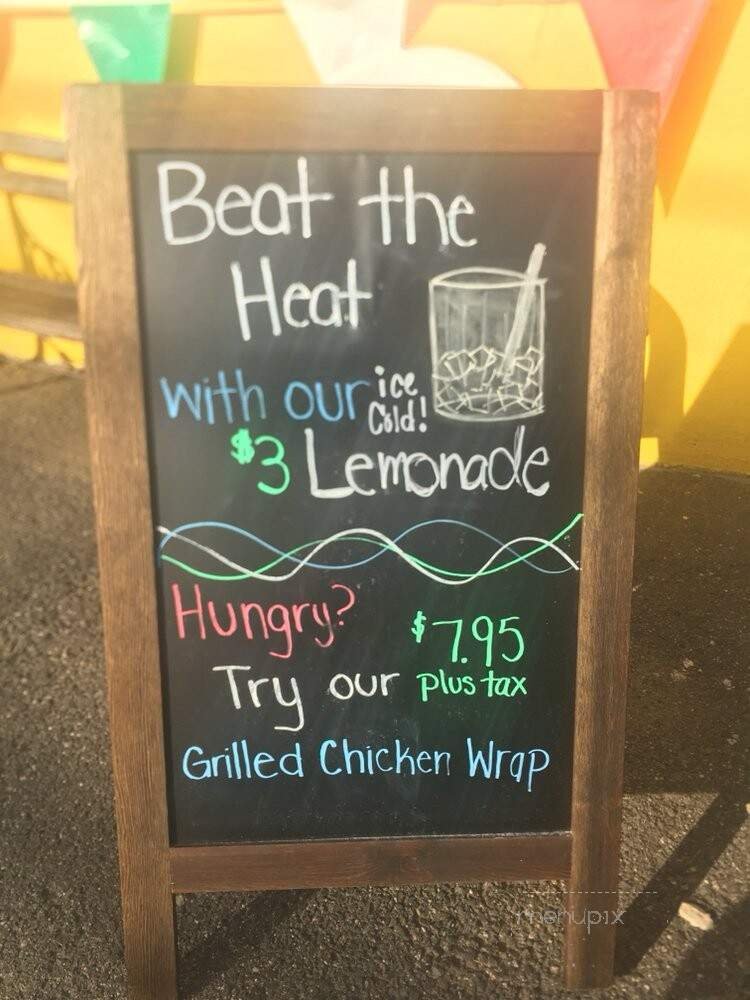 Beat the
Heat
with our ice
Cold!
$3 Lemonade
Hungry?
$7.95
Try our plus tax
Grilled Chicken Wrap
menupix